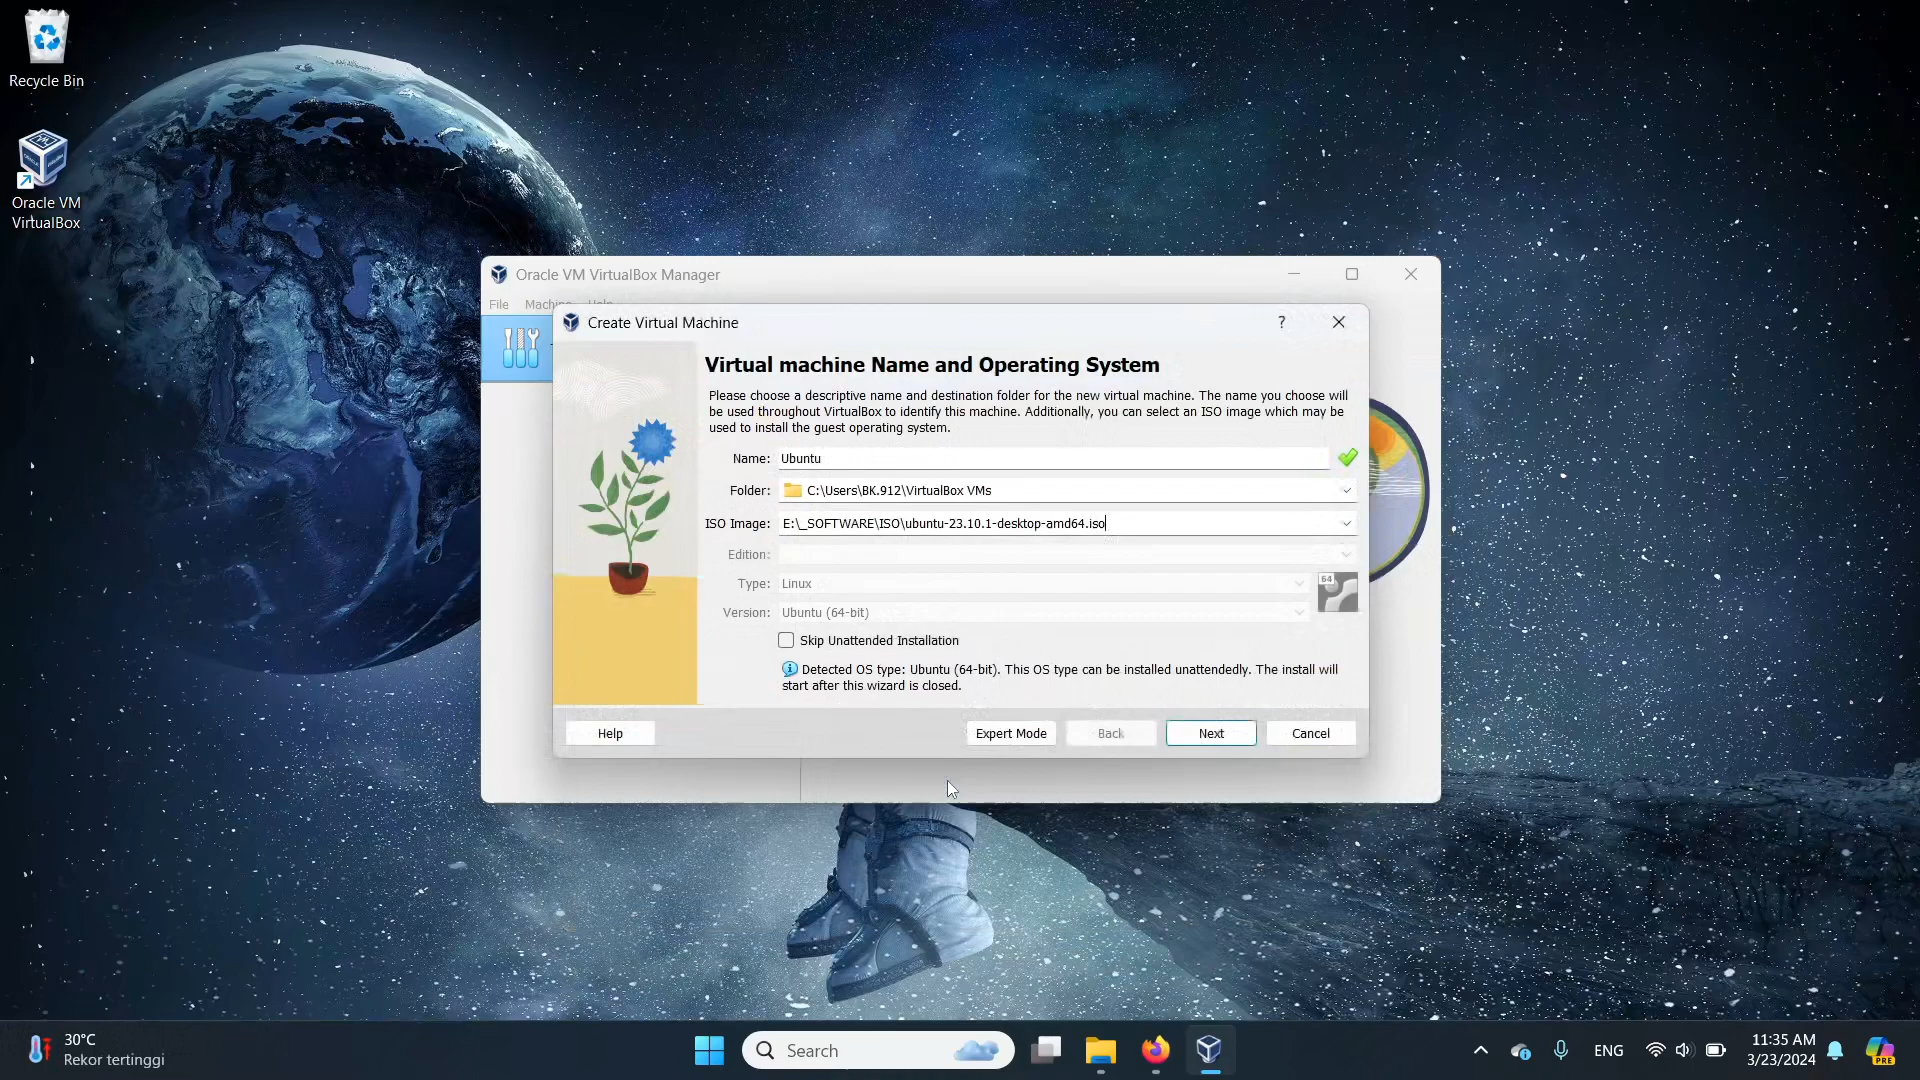 Recycle Bin
Oracle VM
VirtualBox
Oracle VM VirtualBox Manager
File Machine Help
Create Virtual Machine
?
Virtual machine Name and Operating System
Please choose a descriptive name and destination folder for the new virtual machine. The name you choose will
be used throughout VirtualBox to identify this machine. Additionally, you can select an ISO image which may be
used to install the guest operating system.
Name: Ubuntu
Folder: C:\Users\BK.912\VirtualBox VMs
ISO Image: E:\_SOFTWARE\ISO\ubuntu-23.10.1-desktop-amd64.iso
Edition:
Type: Linux
64
Version: Ubuntu (64-bit)
Skip Unattended Installation
Detected OS type: Ubuntu (64-bit). This OS type can be installed unattendedly. The install will
start after this wizard is closed.
Help Expert Mode Back Next Cancel
30°C
Rekor tertinggi
Search
ENG
11:35 AM
3/23/2024
PRE